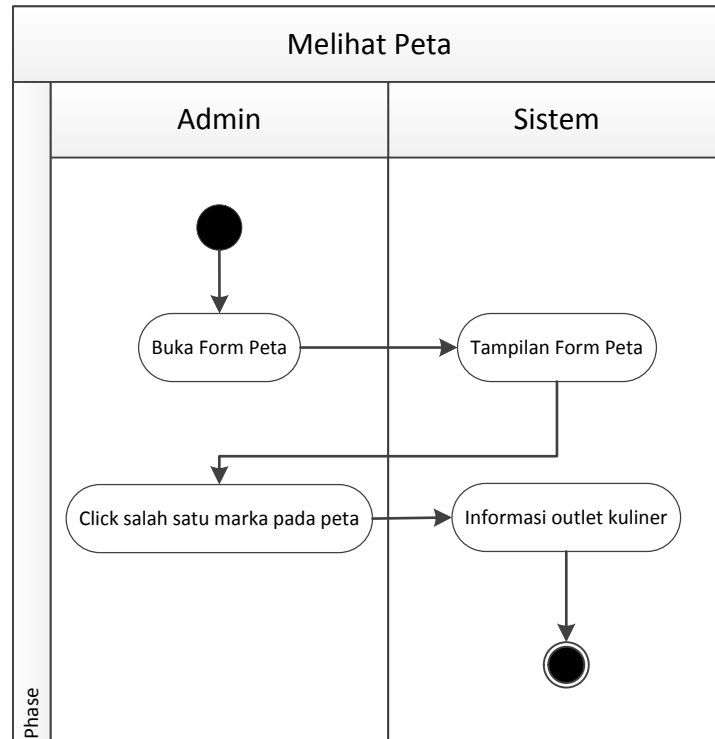 Melihat Peta
Admin
Sistem
Buka Form Peta
Tampilan Form Peta
Click salah satu marka pada peta
Informasi outlet kuliner
Phase